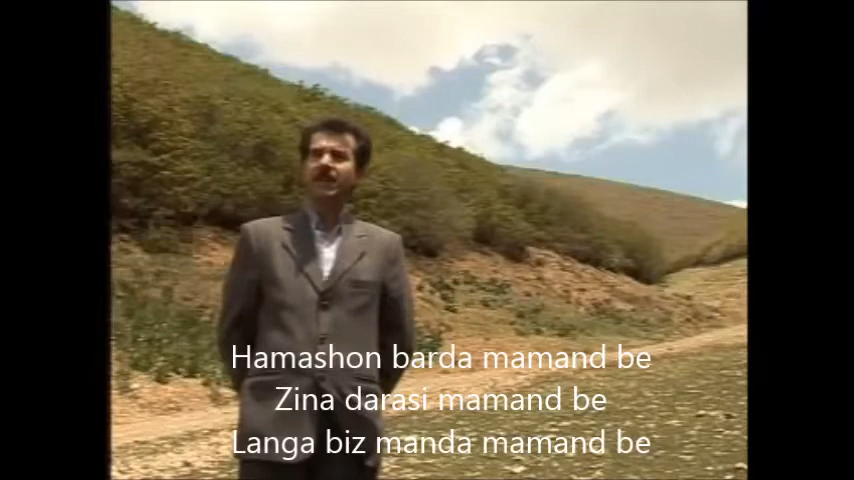 Hamashon barda mamand be
Zina darasi mamand be
Langa biz manda mamand be